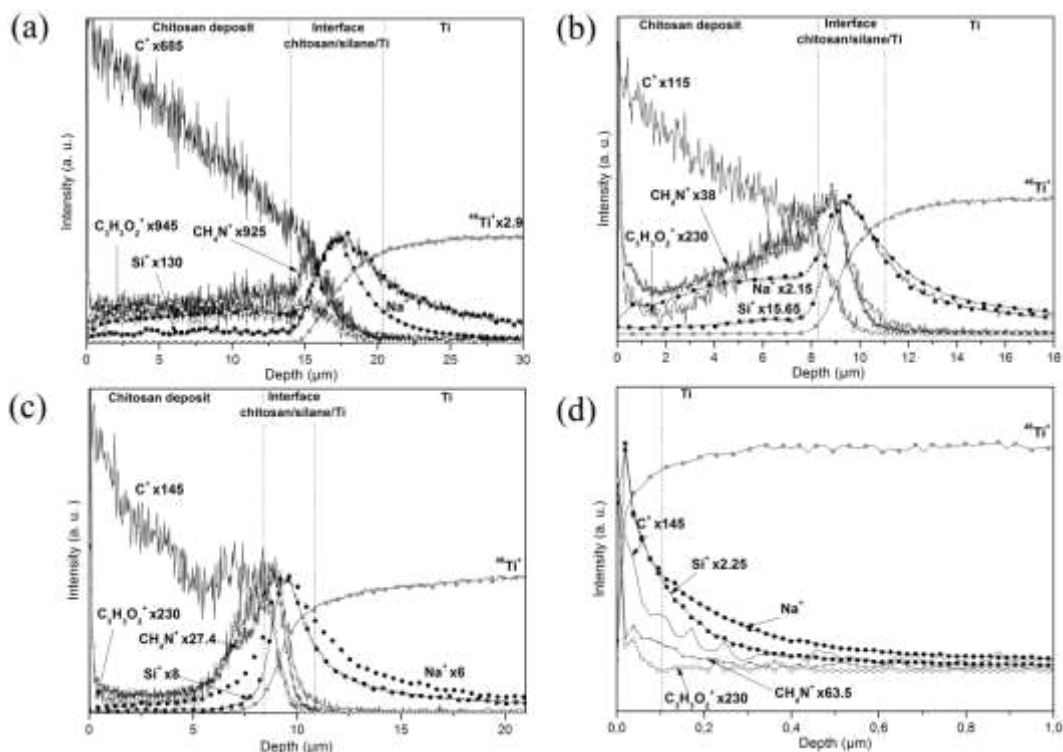 (a)
Chitosan deposit
Interface
chitosan/silane/Ti
Ti
C⁺x685
C₂H₅O₂⁺x945
Si⁺x130
CH₄N⁺x925
⁴⁸Ti⁺x2.9
Na⁺
Intensity (a. u.)
0 5 10 15 20 25 30
Depth (µm)
(b)
Chitosan deposit
Interface
chitosan/silane/Ti
Ti
C⁺x115
CH₄N⁺x38
C₂H₅O₂⁺x230
Na⁺x2.15
Si⁺x15.65
⁴⁸Ti⁺
Intensity (a. u.)
0 2 4 6 8 10 12 14 16 18
Depth (µm)
(c)
Chitosan deposit
Interface
chitosan/silane/Ti
Ti
C⁺x145
C₂H₅O₂⁺x230
CH₄N⁺x27.4
Si⁺x8
Na⁺x6
⁴⁸Ti⁺
Intensity (a. u.)
0 5 10 15 20
Depth (µm)
(d)
Ti
⁴⁸Ti⁺
C⁺x145
Si⁺x2.25
Na⁺
CH₄N⁺x63.5
C₂H₅O₂⁺x230
Intensity (a. u.)
0,0 0,2 0,4 0,6 0,8 1,0
Depth (µm)